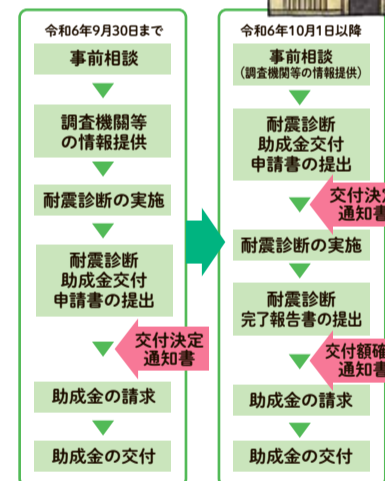 令和6年9月30日まで
事前相談
調査機関等
の情報提供
耐震診断の実施
耐震診断
助成金交付
申請書の提出
交付決定
通知書
助成金の請求
助成金の交付
令和6年10月1日以降
事前相談
(調査機関等の情報提供)
耐震診断
助成金交付
申請書の提出
交付決定
通知書
耐震診断の実施
耐震診断
完了報告書の提出
交付額確
通知書
助成金の請求
助成金の交付